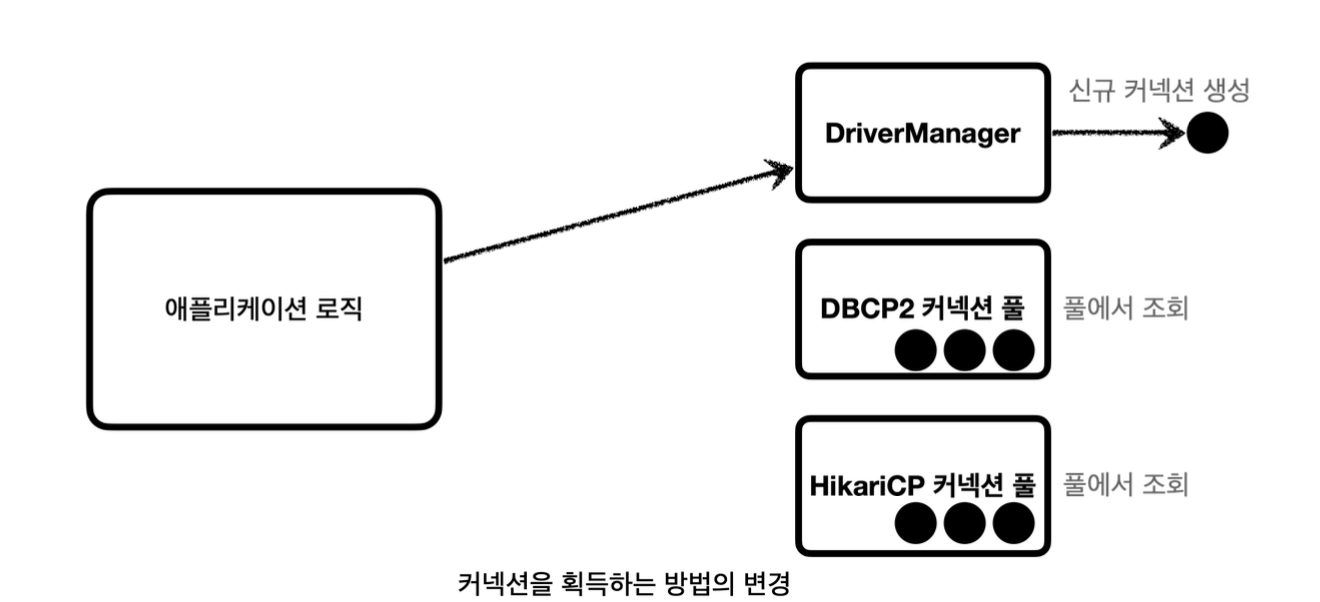 신규 커넥션 생성
DriverManager
애플리케이션 로직
DBCP2 커넥션 풀
풀에서 조회
HikariCP 커넥션 풀
풀에서 조회
커넥션을 획득하는 방법의 변경